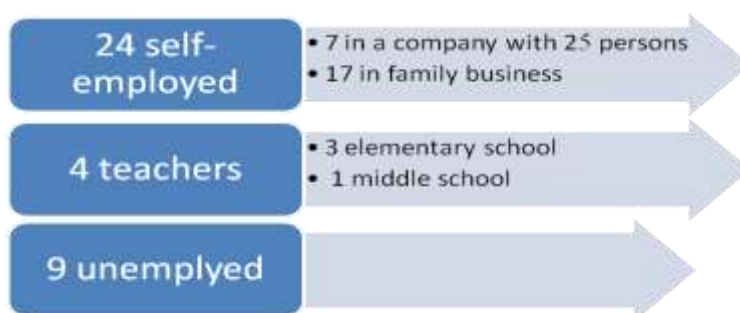 24 self-
employed
• 7 in a company with 25 persons
• 17 in family business
4 teachers
• 3 elementary school
• 1 middle school
9 unemplyed